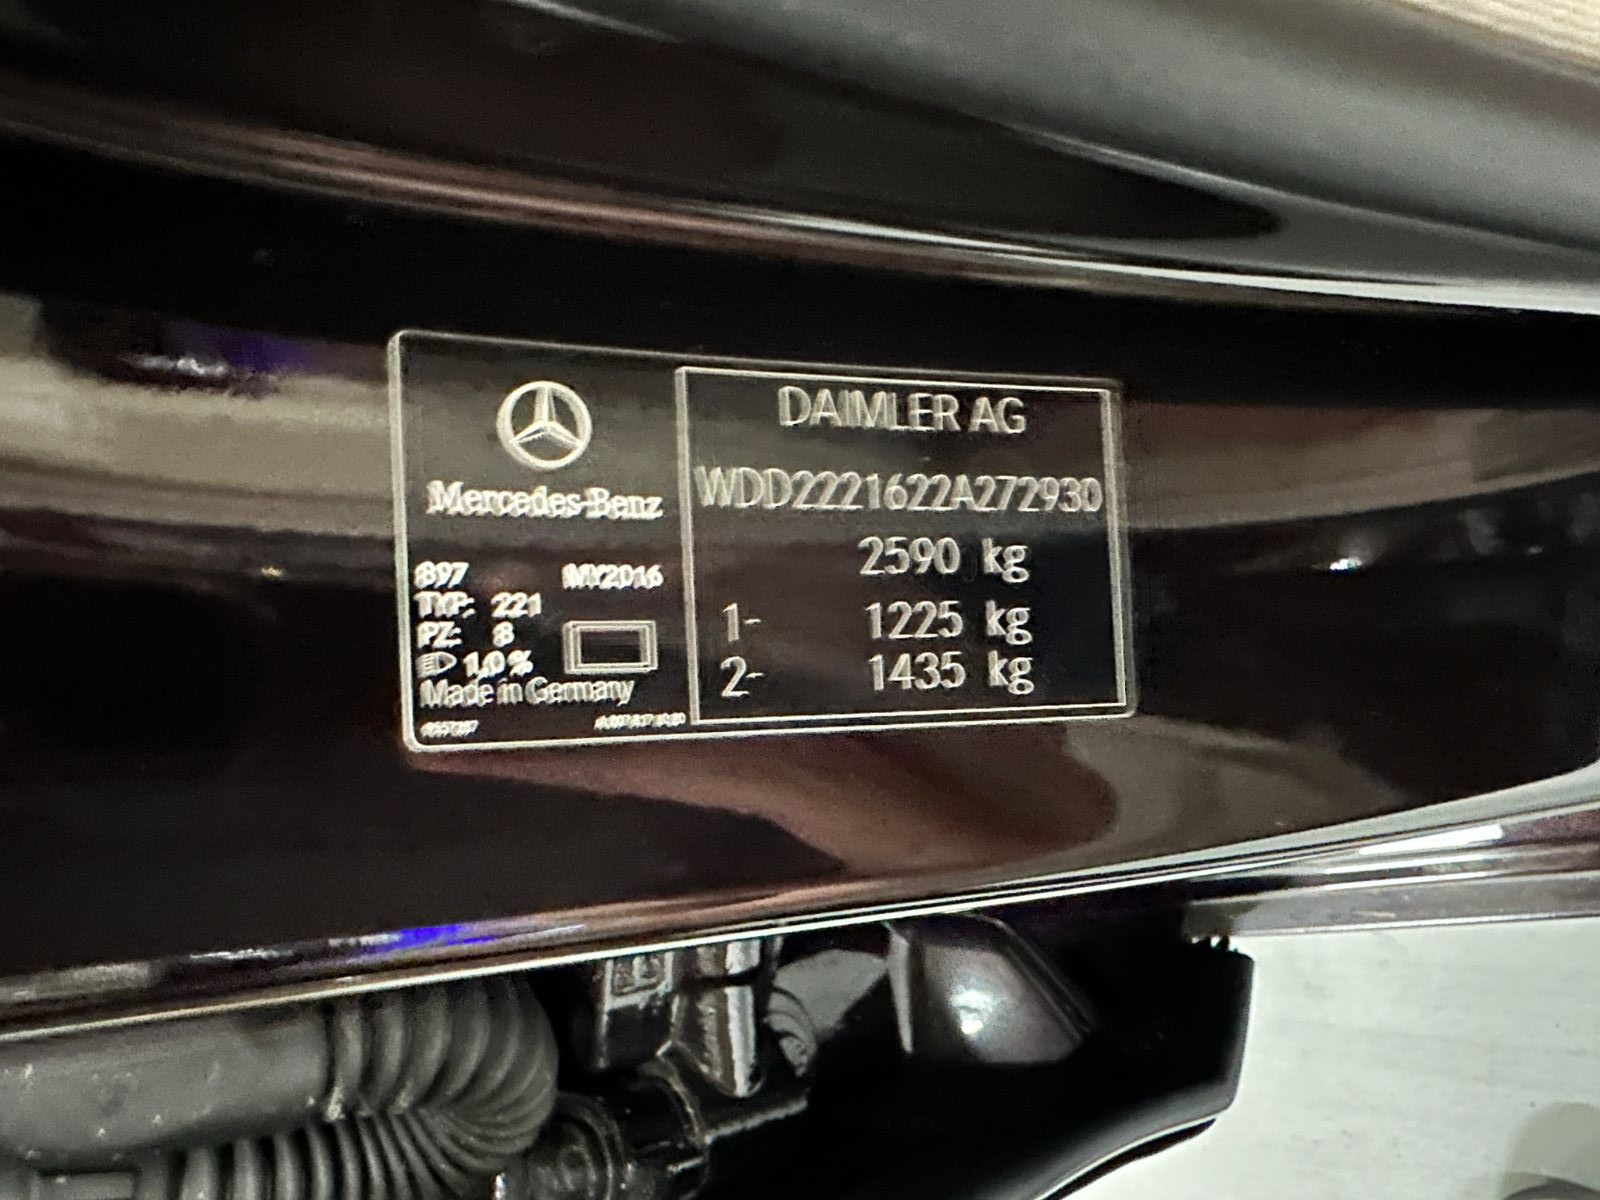 Mercedes-Benz
897 MY2016
TYP: 221
PZ: 8
1,0 %
Made in Germany
DAIMLER AG
WDD2221622A272930
2590 kg
1- 1225 kg
2- 1435 kg